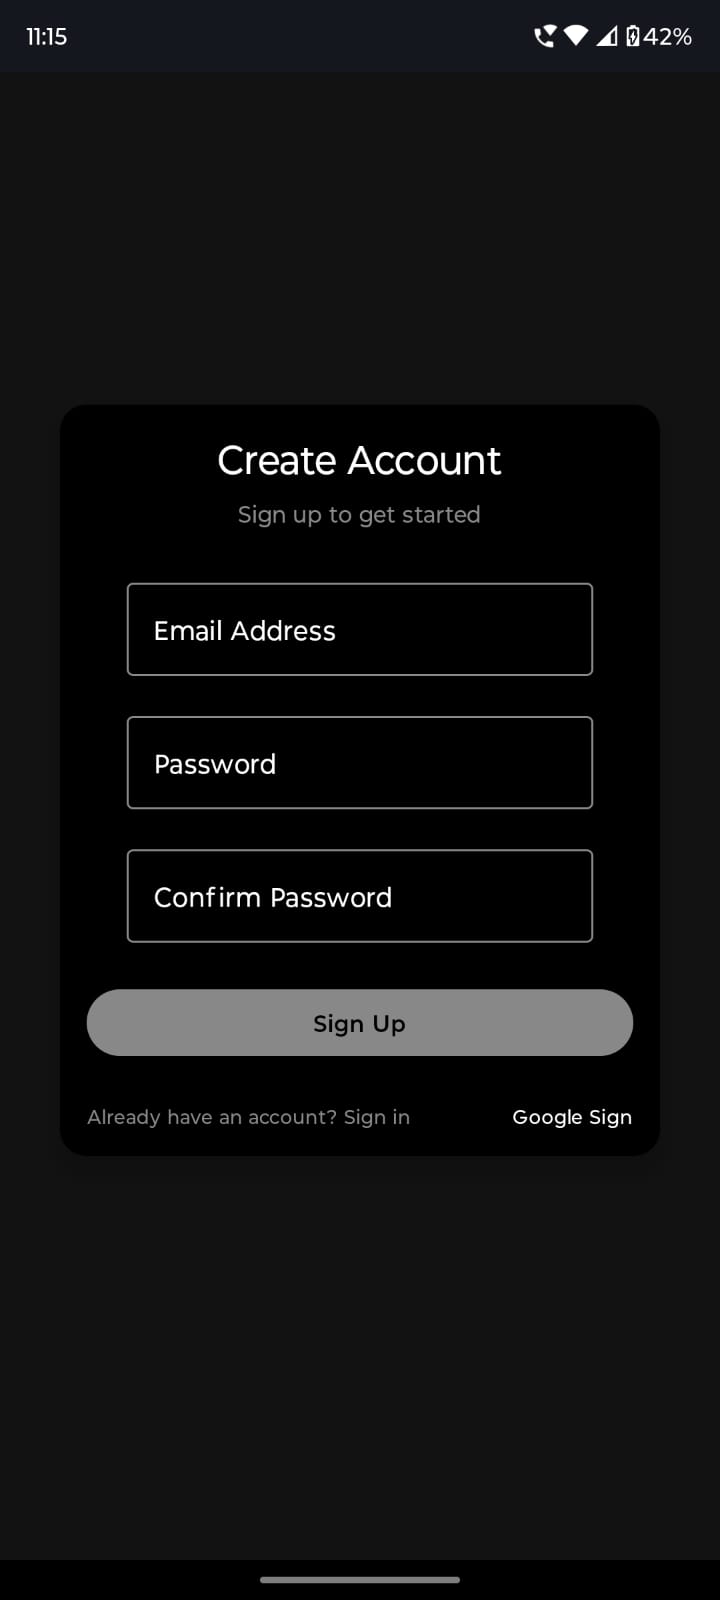 11:15
42%
Create Account
Sign up to get started
Email Address
Password
Confirm Password
Sign Up
Already have an account? Sign in
Google Sign